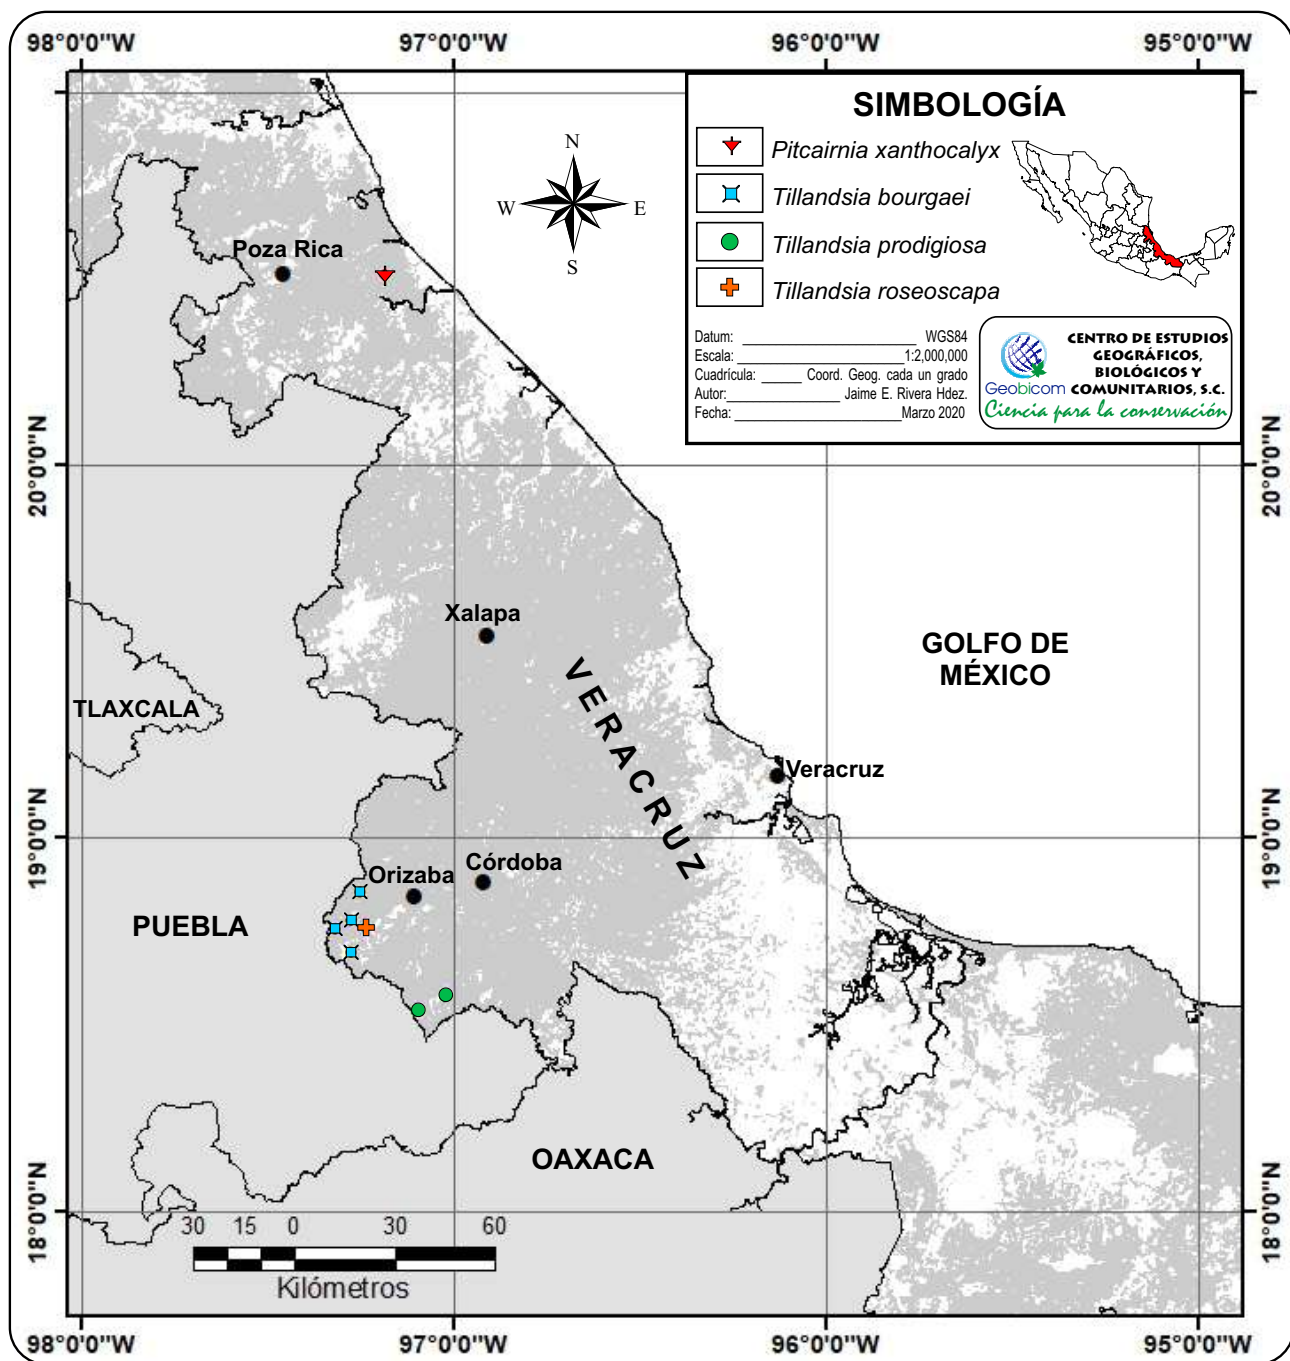 98°0'0"W 97°0'0"W 96°0'0"W 95°0'0"W
SIMBOLOGÍA
Pitcairnia xanthocalyx
Tillandsia bourgaei
Tillandsia prodigiosa
Tillandsia roseoscapa
Datum: WGS84
Escala: 1:2,000,000
Cuadrícula: Coord. Geog. cada un grado
Autor: Jaime E. Rivera Hdez.
Fecha: Marzo 2020
Geobicom
CENTRO DE ESTUDIOS
GEOGRÁFICOS,
BIOLÓGICOS Y
COMUNITARIOS, S.C.
Ciencia para la conservación
N
W E
S
Poza Rica
20°0'0"N 20°0'0"N
Xalapa
GOLFO DE
MÉXICO
TLAXCALA
VERACRUZ
Veracruz
19°0'0"N 19°0'0"N
Orizaba
Córdoba
PUEBLA
OAXACA
18°0'0"N 18°0'0"N
30 15 0 30 60
Kilómetros
98°0'0"W 97°0'0"W 96°0'0"W 95°0'0"W